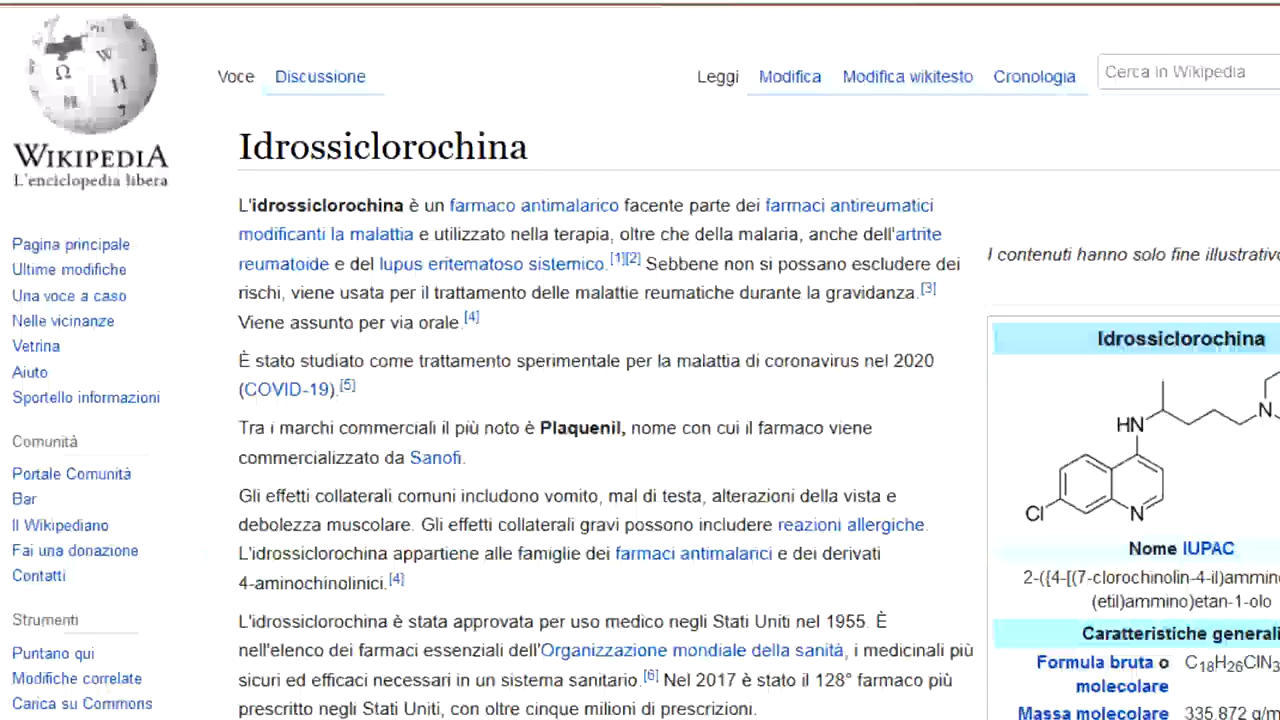 WIKIPEDIA
L'enciclopedia libera
Voce Discussione
Leggi Modifica Modifica wikitesto Cronologia
Cerca in Wikipedia
Pagina principale
Ultime modifiche
Una voce a caso
Nelle vicinanze
Vetrina
Aiuto
Sportello informazioni
Comunità
Portale Comunità
Bar
Il Wikipediano
Fai una donazione
Contatti
Strumenti
Puntano qui
Modifiche correlate
Carica su Commons
Idrossiclorochina
L'idrossiclorochina è un farmaco antimalarico facente parte dei farmaci antireumatici
modificanti la malattia e utilizzato nella terapia, oltre che della malaria, anche dell'artrite
reumatoide e del lupus eritematoso sistemico.[1][2] Sebbene non si possano escludere dei
rischi, viene usata per il trattamento delle malattie reumatiche durante la gravidanza.[3]
Viene assunto per via orale.[4]
È stato studiato come trattamento sperimentale per la malattia di coronavirus nel 2020
(COVID-19).[5]
Tra i marchi commerciali il più noto è Plaquenil, nome con cui il farmaco viene
commercializzato da Sanofi.
Gli effetti collaterali comuni includono vomito, mal di testa, alterazioni della vista e
debolezza muscolare. Gli effetti collaterali gravi possono includere reazioni allergiche.
L'idrossiclorochina appartiene alle famiglie dei farmaci antimalarici e dei derivati
4-aminochinolinici.[4]
L'idrossiclorochina è stata approvata per uso medico negli Stati Uniti nel 1955. È
nell'elenco dei farmaci essenziali dell'Organizzazione mondiale della sanità, i medicinali più
sicuri ed efficaci necessari in un sistema sanitario.[6] Nel 2017 è stato il 128° farmaco più
prescritto negli Stati Uniti, con oltre cinque milioni di prescrizioni.
I contenuti hanno solo fine illustrativo
Idrossiclorochina
HN
N
Cl
N
Nome IUPAC
2-({4-[(7-clorochinolin-4-il)ammino
(etil)ammino)etan-1-olo
Caratteristiche generali
Formula bruta o C18H26ClN3
molecolare
Massa molecolare 335,872 g/m